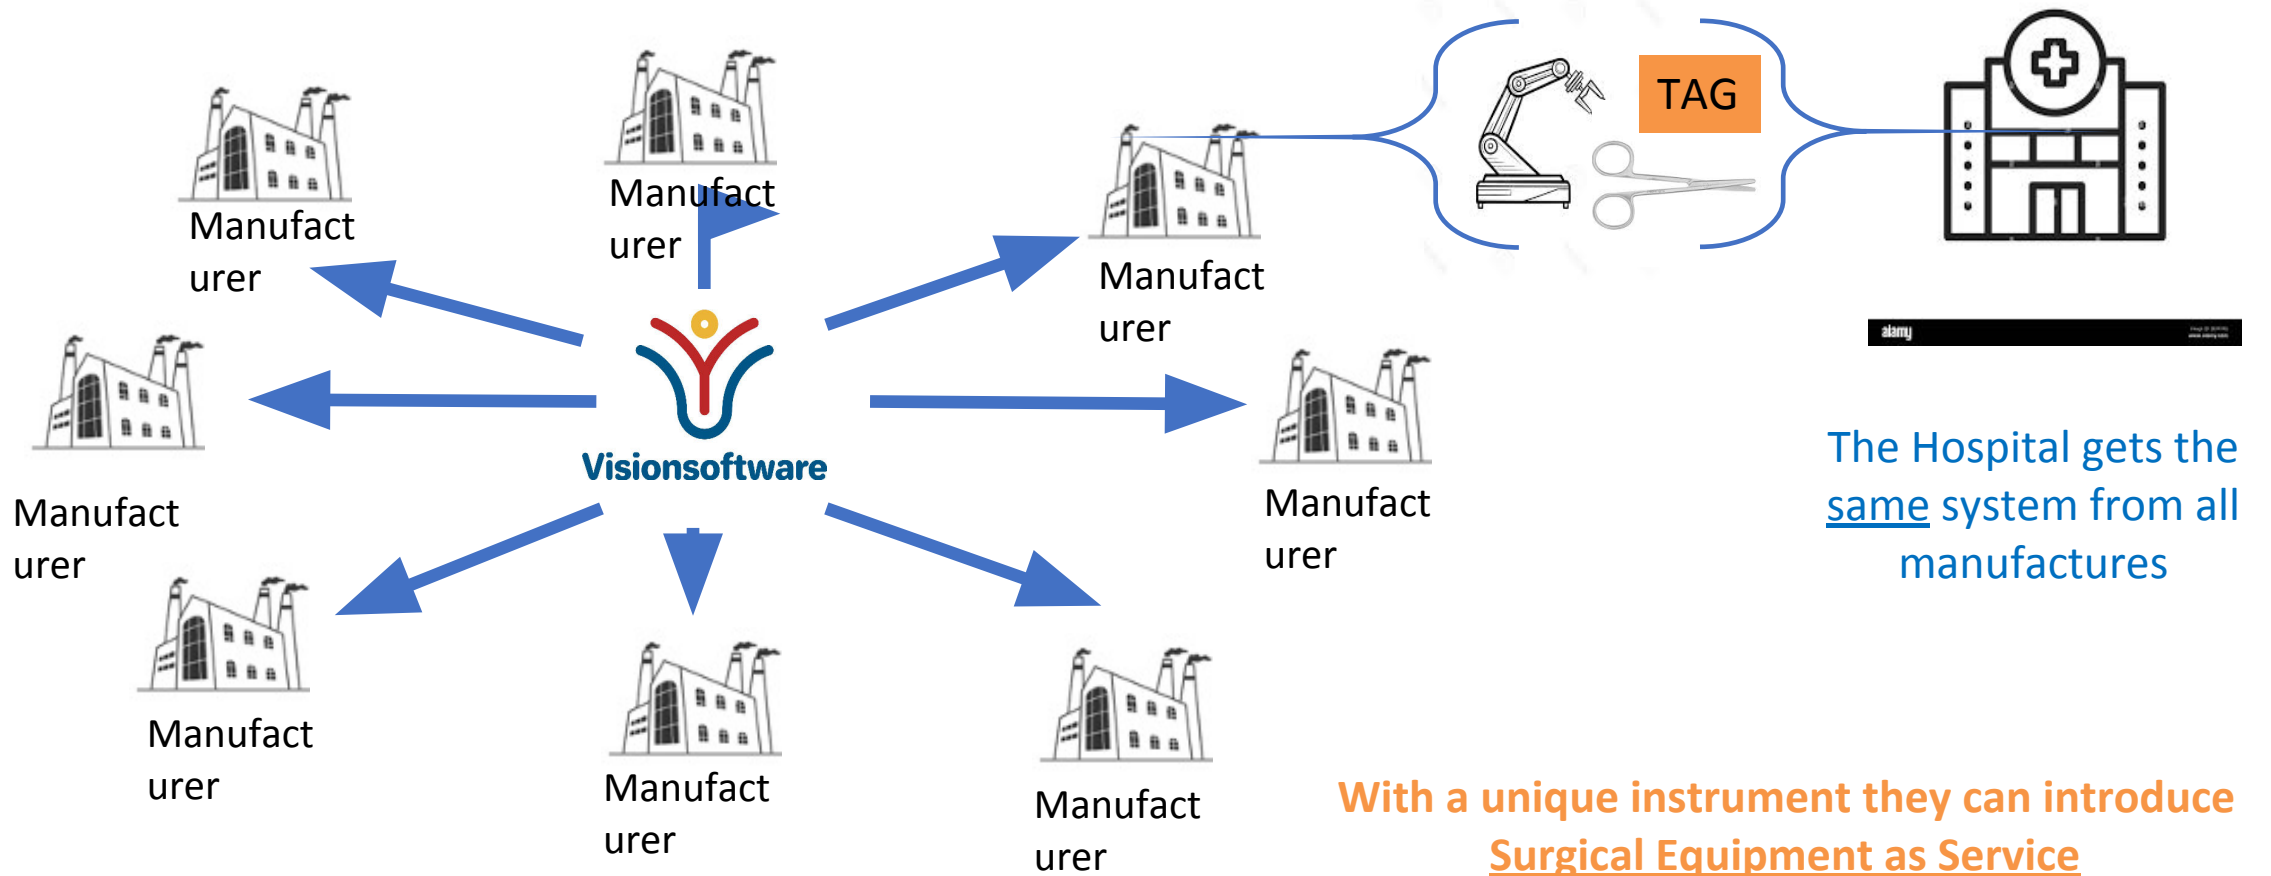 TAG
Manufact
urer
Manufact
urer
Manufact
urer
alamy
Visionsoftware
Manufact
urer
Manufact
urer
The Hospital gets the
same system from all
manufactures
Manufact
urer
Manufact
urer
Manufact
urer
With a unique instrument they can introduce
Surgical Equipment as Service